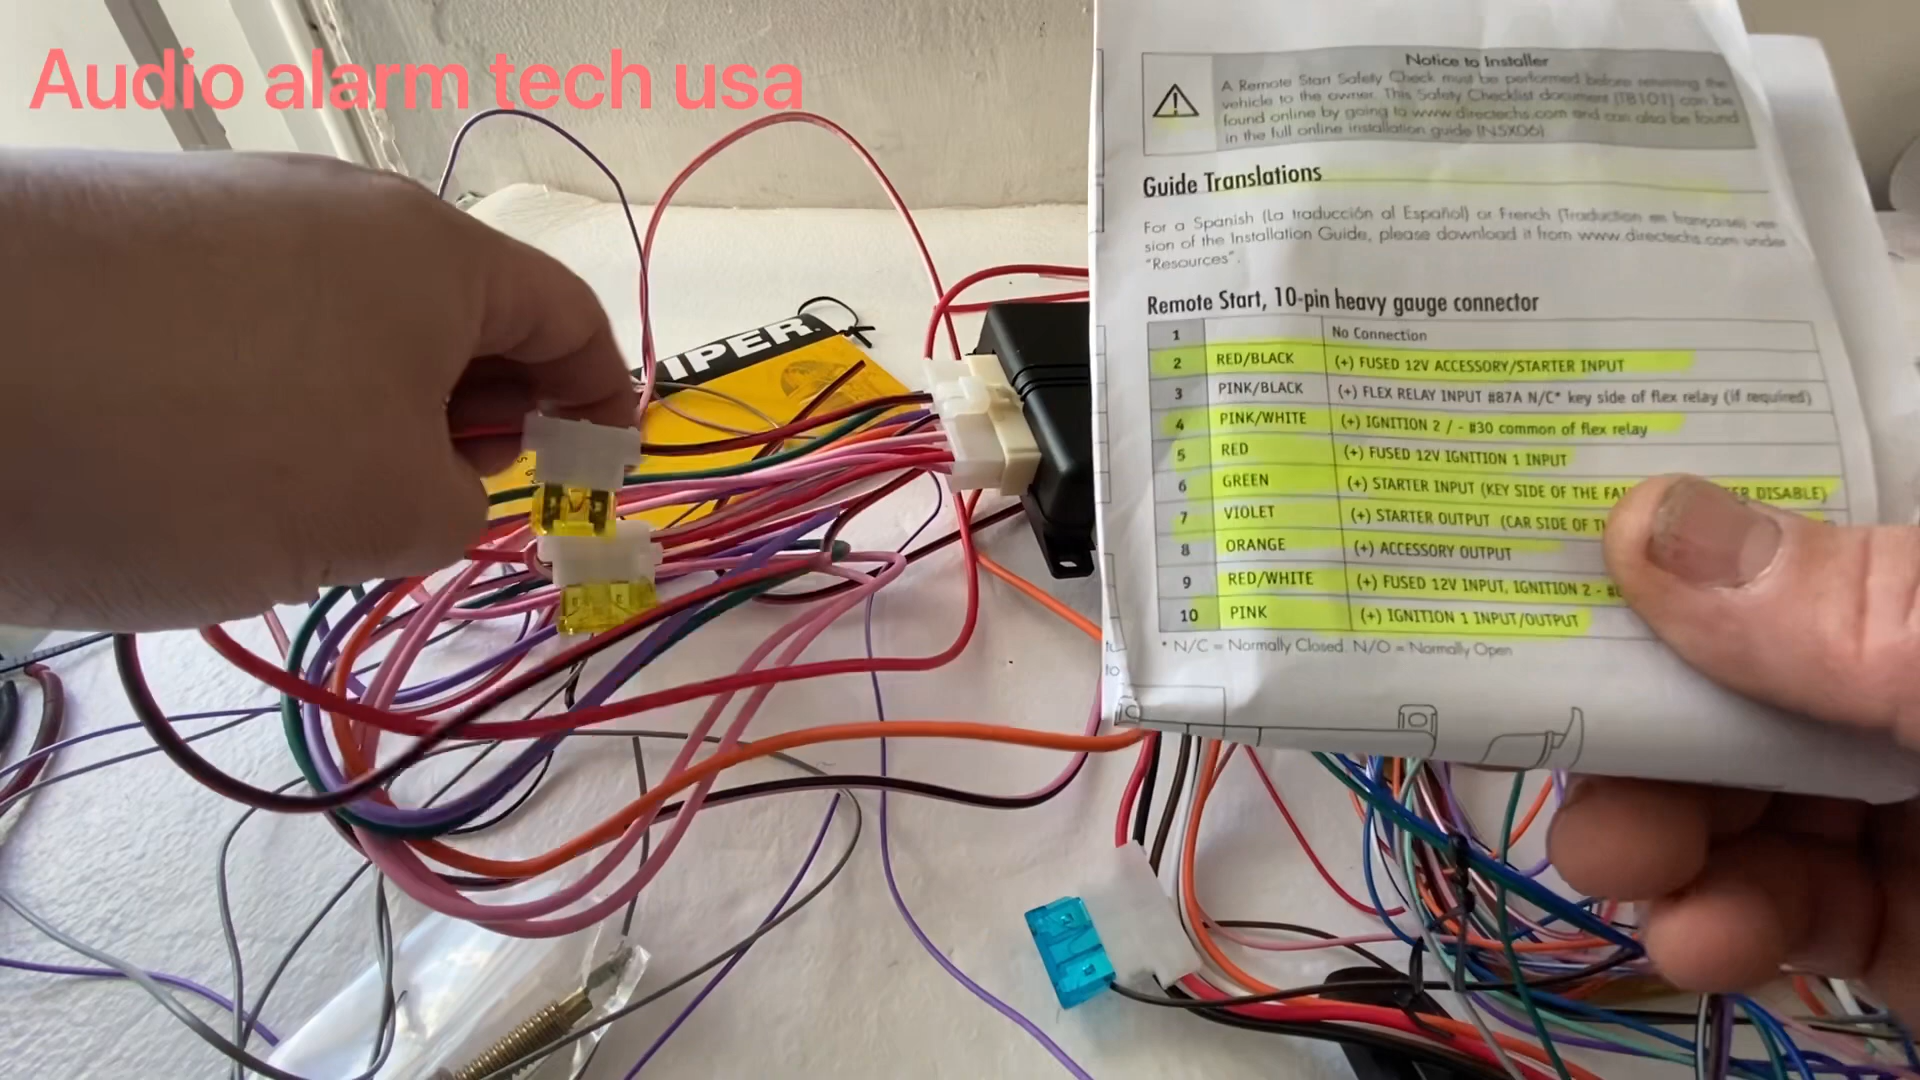 Audio alarm tech usa
IPER
Notice to Installer
A Remote Start Safety Check must be performed before returning the
vehicle to the owner. This Safety Checklist document (TB101) can be
found online by going to www.directechs.com and can also be found
in the full online installation guide (N5X06)
Guide Translations
For a Spanish (La traducción al Español) or French (Traduction en française) ver-
sion of the Installation Guide, please download it from www.directechs.com under
"Resources".
Remote Start, 10-pin heavy gauge connector
1 No Connection
2 RED/BLACK (+) FUSED 12V ACCESSORY/STARTER INPUT
3 PINK/BLACK (+) FLEX RELAY INPUT #87A N/C* key side of flex relay (if required)
4 PINK/WHITE (+) IGNITION 2 / - #30 common of flex relay
5 RED (+) FUSED 12V IGNITION 1 INPUT
6 GREEN (+) STARTER INPUT (KEY SIDE OF THE DISABLE)
7 VIOLET (+) STARTER OUTPUT (CAR SIDE OF
8 ORANGE (+) ACCESSORY OUTPUT
9 RED/WHITE (+) FUSED 12V INPUT, IGNITION 2 -
10 PINK (+) IGNITION 1 INPUT/OUTPUT
* N/C = Normally Closed. N/O = Normally Open
to